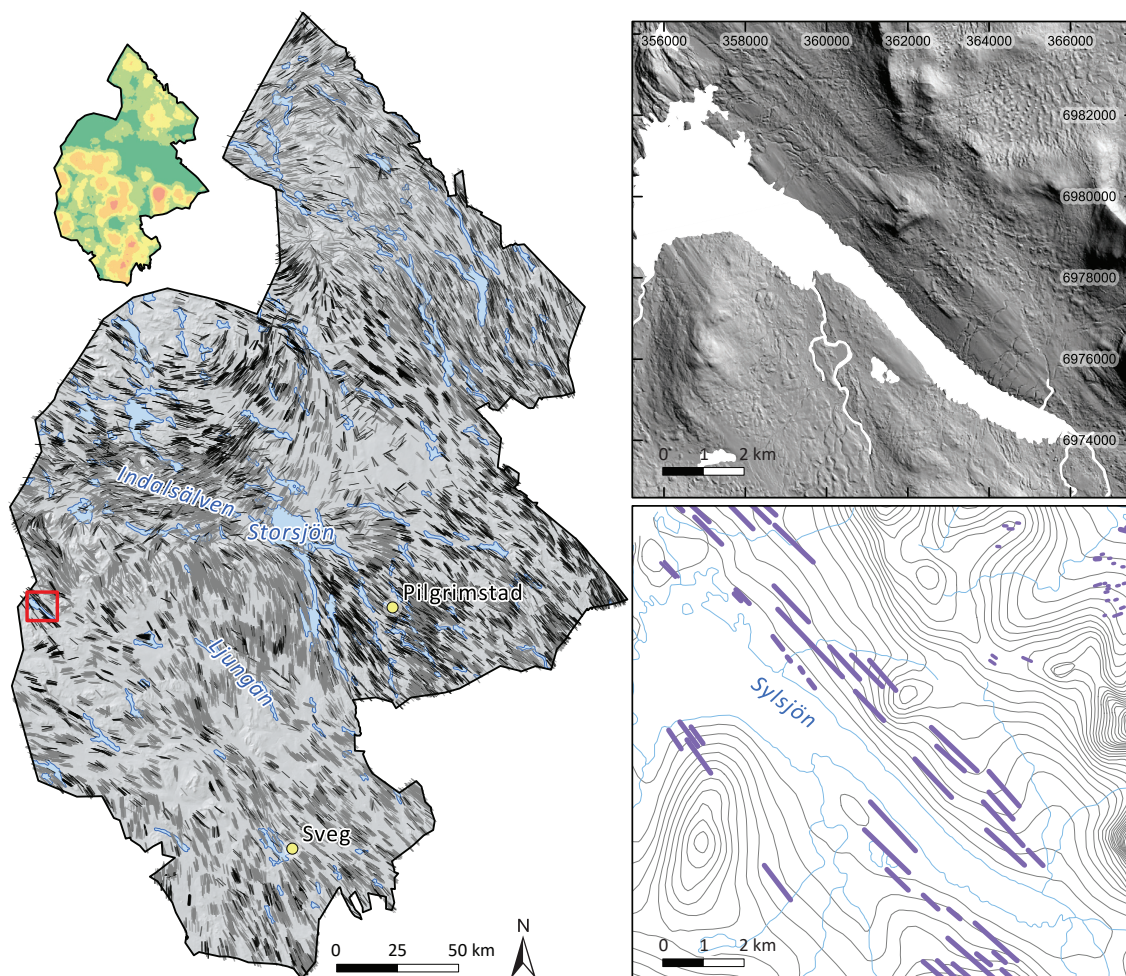 Indalsälven
Storsjön
Pilgrimstad
Ljungan
Sveg
N
0 25 50 km
356000 358000 360000 362000 364000 366000
6982000
6980000
6978000
6976000
6974000
0 1 2 km
Sylsjön
0 1 2 km